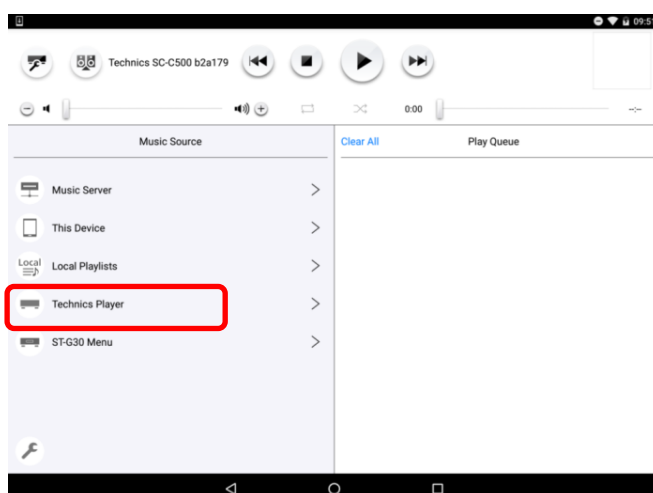 09:5
Technics SC-C500 b2a179
0:00
--:--
Music Source
Clear All
Play Queue
Music Server
This Device
Local
Local Playlists
Technics Player
ST-G30 Menu